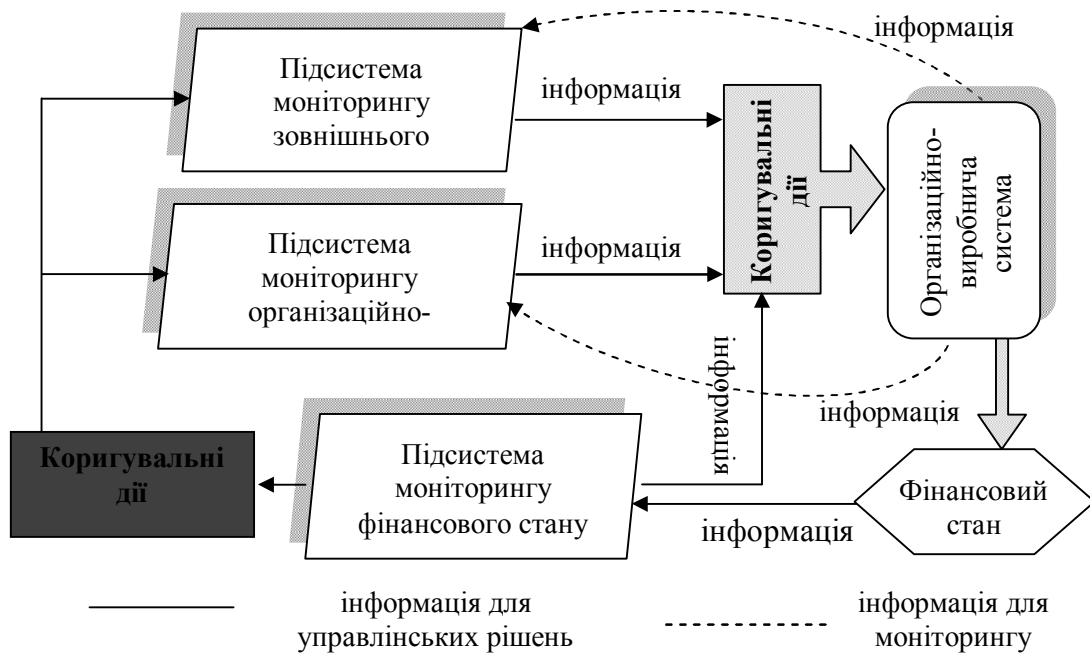 інформація
Підсистема
моніторингу
зовнішнього
інформація
інформація
Коригувальні
дії
Організаційно-
виробнича
система
Підсистема
моніторингу
організаційно-
інформація
інформація
інформація
Коригувальні
дії
Підсистема
моніторингу
фінансового стану
інформація
Фінансовий
стан
інформація для
управлінських рішень
інформація для
моніторингу